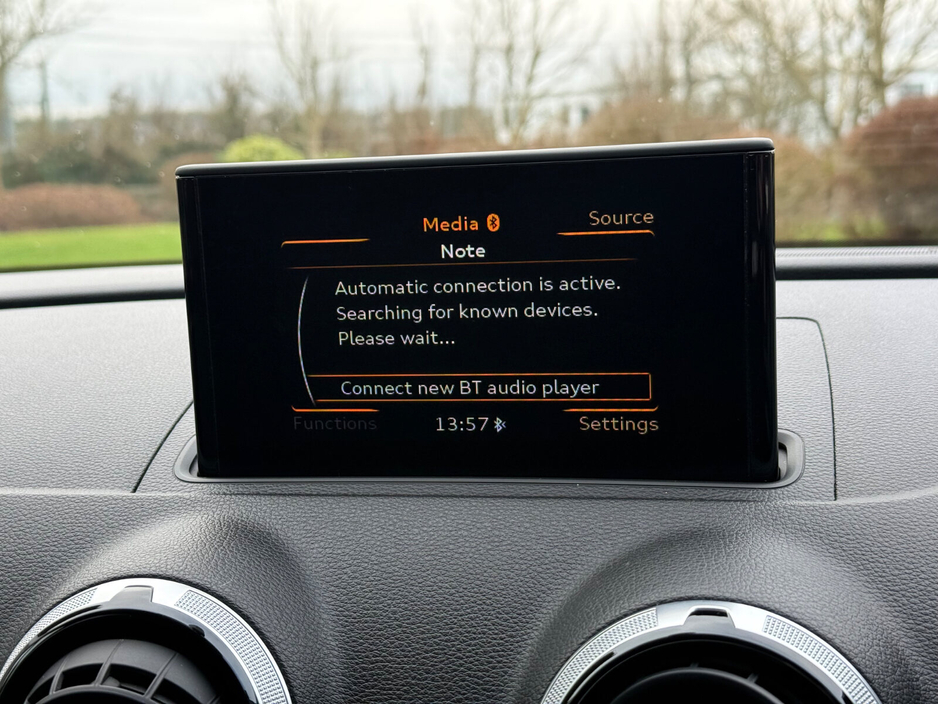 Media
Source
Note
Automatic connection is active.
Searching for known devices.
Please wait...
Connect new BT audio player
Functions
13:57
Settings